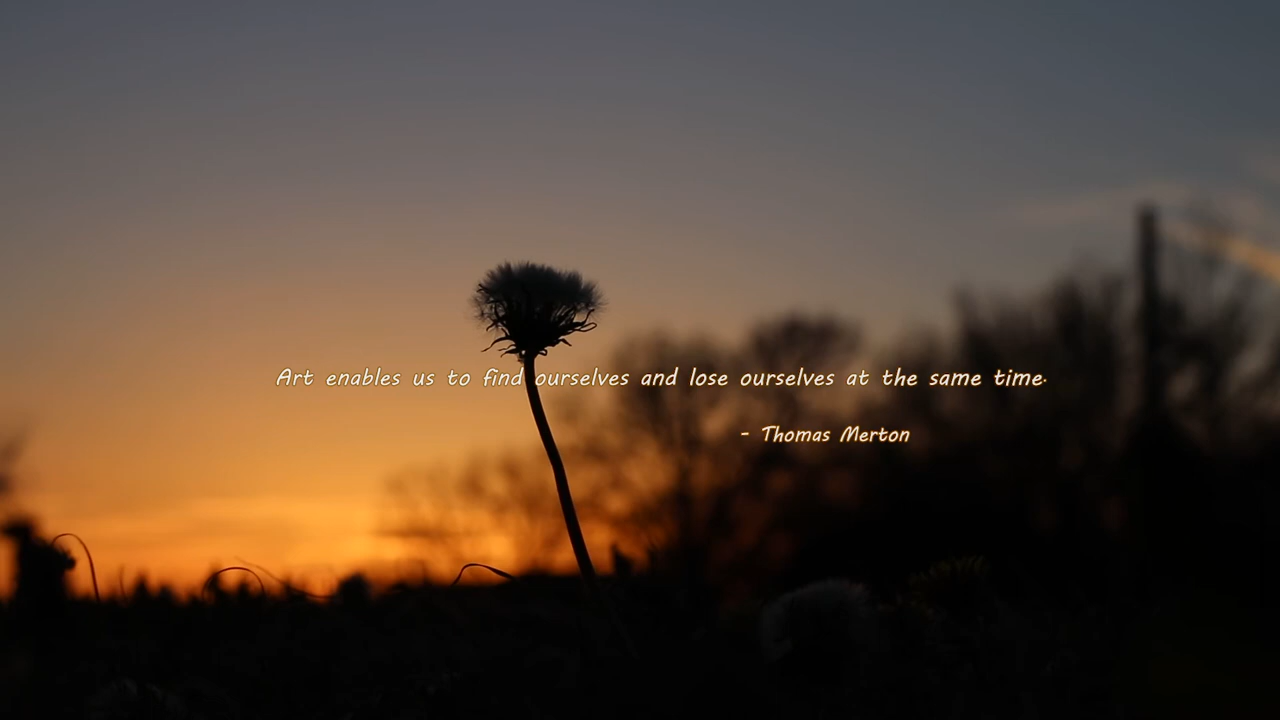 Art enables us to find ourselves and lose ourselves at the same time.
- Thomas Merton